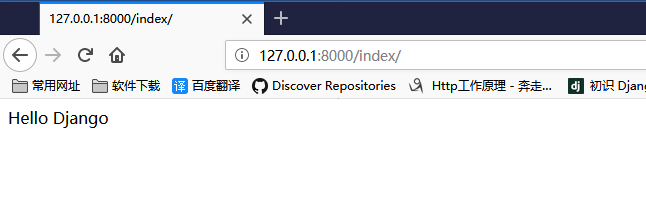 127.0.0.1:8000/index/
127.0.0.1:8000/index/
常用网址 软件下载 译 百度翻译 Discover Repositories Http工作原理 - 奔走... dj 初识 Djang
Hello Django